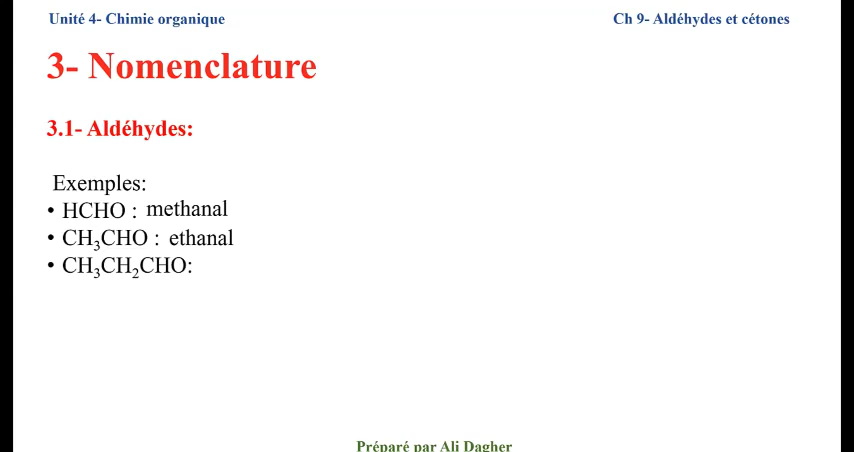 Unité 4- Chimie organique Ch 9- Aldéhydes et cétones
3- Nomenclature
3.1- Aldéhydes:
Exemples:
• HCHO : methanal
• CH₃CHO : ethanal
• CH₃CH₂CHO:
Préparé par Ali Dagher